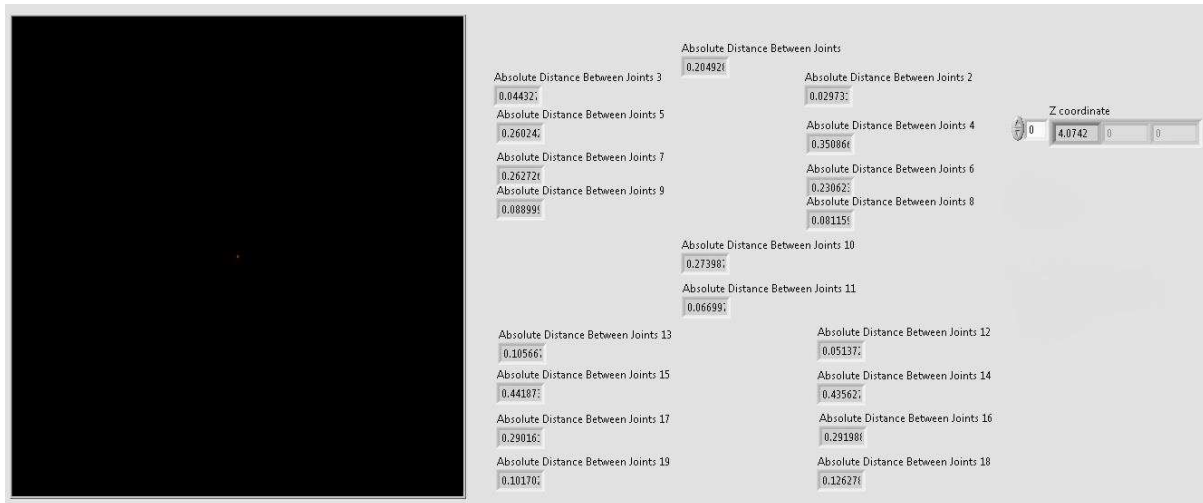 Absolute Distance Between Joints
0.20492
Absolute Distance Between Joints 3
0.04432
Absolute Distance Between Joints 2
0.02973
Absolute Distance Between Joints 5
0.26024
Absolute Distance Between Joints 4
0.35086
Z coordinate
0 4.0742 0 0
Absolute Distance Between Joints 7
0.26272
Absolute Distance Between Joints 6
0.23062
Absolute Distance Between Joints 9
0.08899
Absolute Distance Between Joints 8
0.08115
Absolute Distance Between Joints 10
0.27398
Absolute Distance Between Joints 11
0.06699
Absolute Distance Between Joints 13
0.10566
Absolute Distance Between Joints 12
0.05137
Absolute Distance Between Joints 15
0.44187
Absolute Distance Between Joints 14
0.43562
Absolute Distance Between Joints 17
0.29016
Absolute Distance Between Joints 16
0.29198
Absolute Distance Between Joints 19
0.10170
Absolute Distance Between Joints 18
0.12627